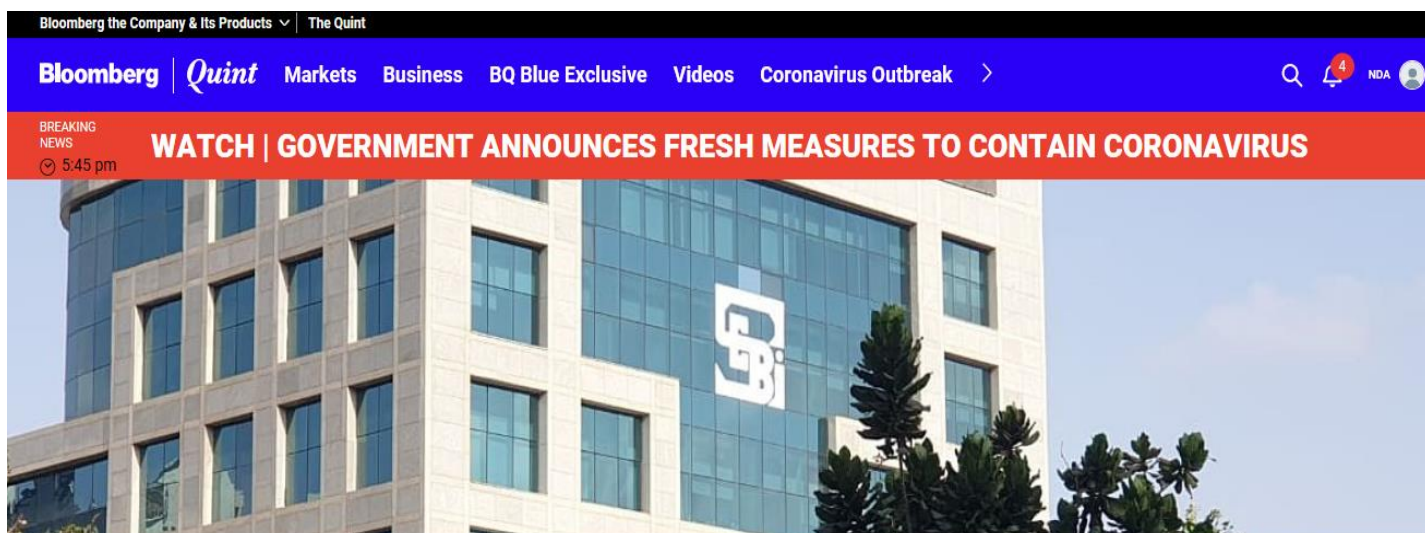 Bloomberg the Company & Its Products The Quint
Bloomberg Quint Markets Business BQ Blue Exclusive Videos Coronavirus Outbreak 4 NDA
BREAKING NEWS
5:45 pm
WATCH | GOVERNMENT ANNOUNCES FRESH MEASURES TO CONTAIN CORONAVIRUS
SEBi